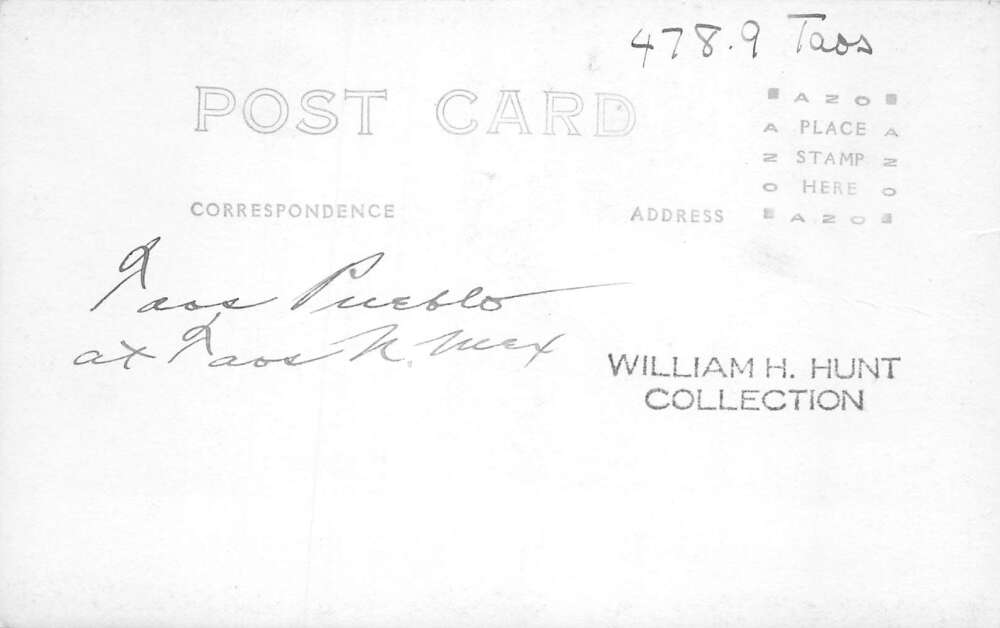 478.9 Taos
POST CARD
AZO
A PLACE A
Z STAMP Z
O HERE O
AZO
CORRESPONDENCE
ADDRESS
Taos Pueblo
at Taos N. Mex
WILLIAM H. HUNT
COLLECTION